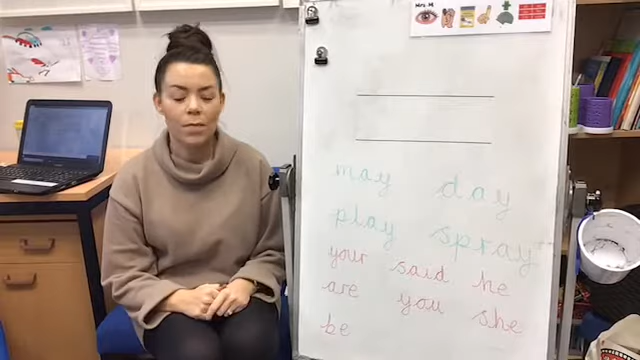 Mrs. M
may day
play spray
your said he
are you she
be